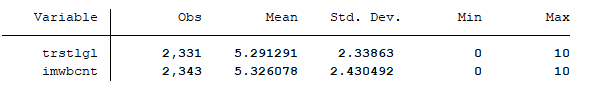 Variable Obs Mean Std. Dev. Min Max
trstlgl 2,331 5.291291 2.33863 0 10
imwbcnt 2,343 5.326078 2.430492 0 10